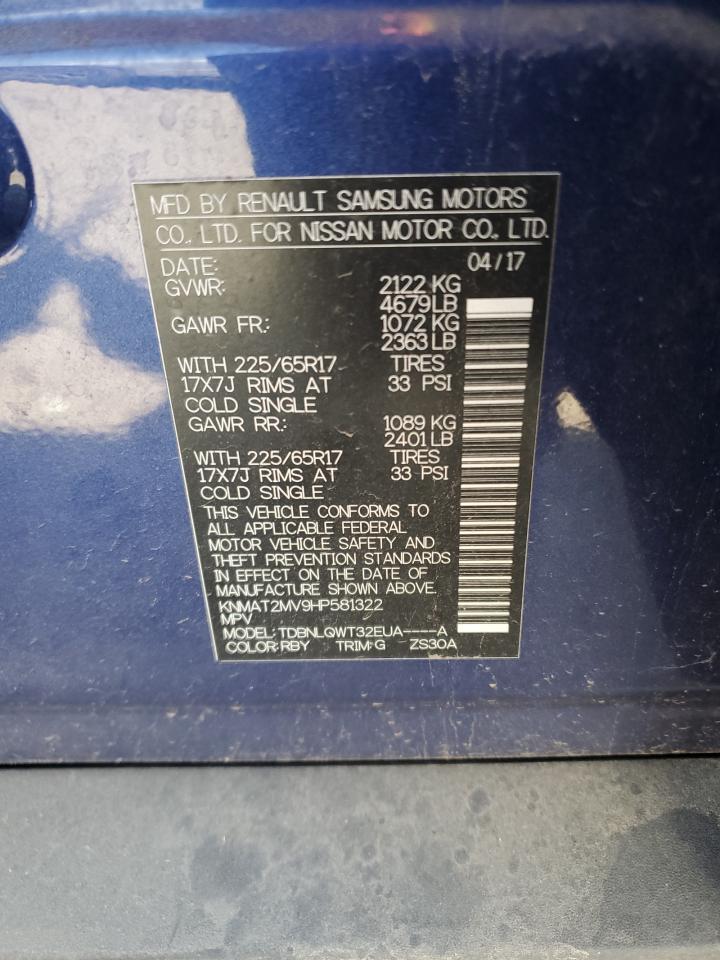 MFD BY RENAULT SAMSUNG MOTORS
CO., LTD. FOR NISSAN MOTOR CO., LTD.
DATE: 04/17
GVWR: 2122 KG
4679LB
GAWR FR: 1072 KG
2363 LB
WITH 225/65R17 TIRES
17X7J RIMS AT 33 PSI
COLD SINGLE
GAWR RR: 1089 KG
2401 LB
WITH 225/65R17 TIRES
17X7J RIMS AT 33 PSI
COLD SINGLE
THIS VEHICLE CONFORMS TO
ALL APPLICABLE FEDERAL
MOTOR VEHICLE SAFETY AND
THEFT PREVENTION STANDARDS
IN EFFECT ON THE DATE OF
MANUFACTURE SHOWN ABOVE.
KNMAT2MV9HP581322
MPV
MODEL: TDBNLQWT32EUA----A
COLOR: RBY TRIM: G ZS30A